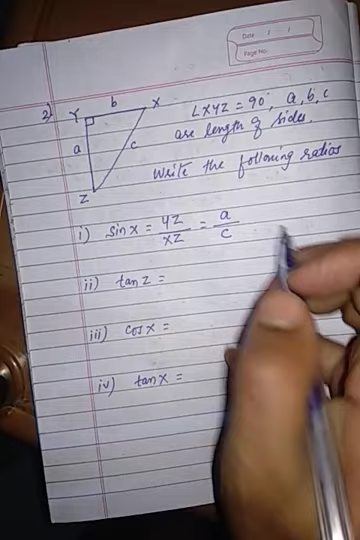 Date / /
Page No.
2) Y b X
a c
Z
∠XYZ = 90°, a, b, c
are length of sides.
Write the following ratios
i) sin X = YZ/XZ = a/c
ii) tan Z =
iii) cos X =
iv) tan X =